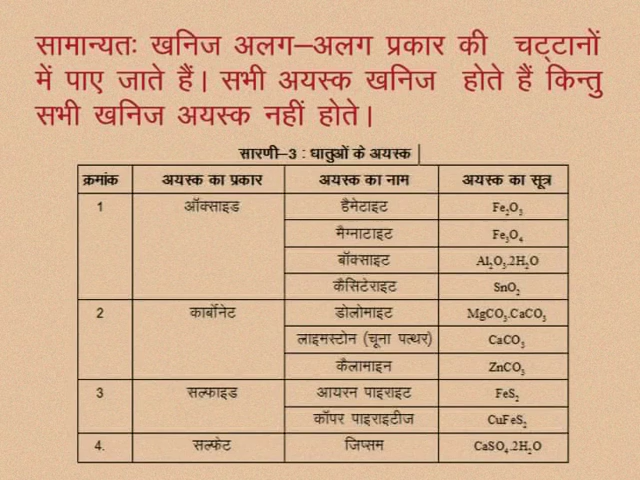 सामान्यतः खनिज अलग–अलग प्रकार की चट्टानों
में पाए जाते हैं। सभी अयस्क खनिज होते हैं किन्तु
सभी खनिज अयस्क नहीं होते।
सारणी–3 : धातुओं के अयस्क
क्रमांक अयस्क का प्रकार अयस्क का नाम अयस्क का सूत्र
1 ऑक्साइड हैमेटाइट Fe₂O₃
मैग्नाटाइट Fe₃O₄
बॉक्साइट Al₂O₃.2H₂O
कैसिटेराइट SnO₂
2 कार्बोनेट डोलोमाइट MgCO₃.CaCO₃
लाइमस्टोन (चूना पत्थर) CaCO₃
कैलामाइन ZnCO₃
3 सल्फाइड आयरन पाइराइट FeS₂
कॉपर पाइराइटीज CuFeS₂
4. सल्फेट जिप्सम CaSO₄.2H₂O